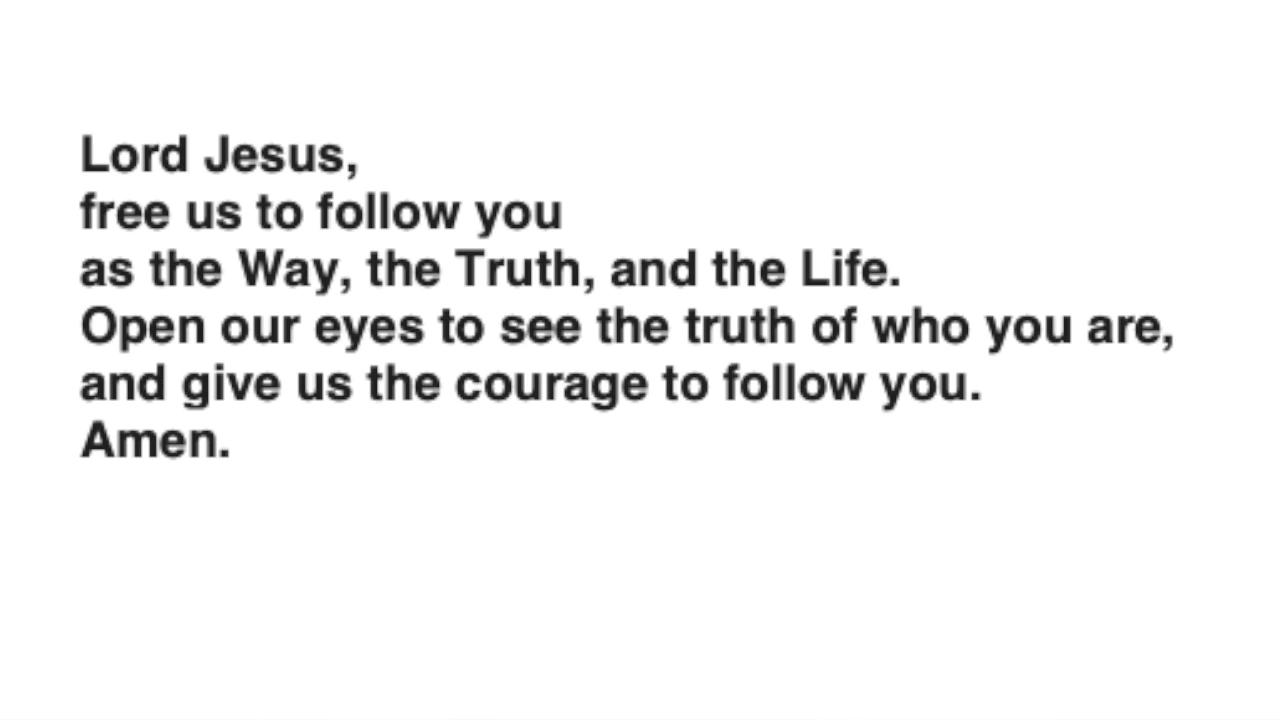 Lord Jesus,
free us to follow you
as the Way, the Truth, and the Life.
Open our eyes to see the truth of who you are,
and give us the courage to follow you.
Amen.